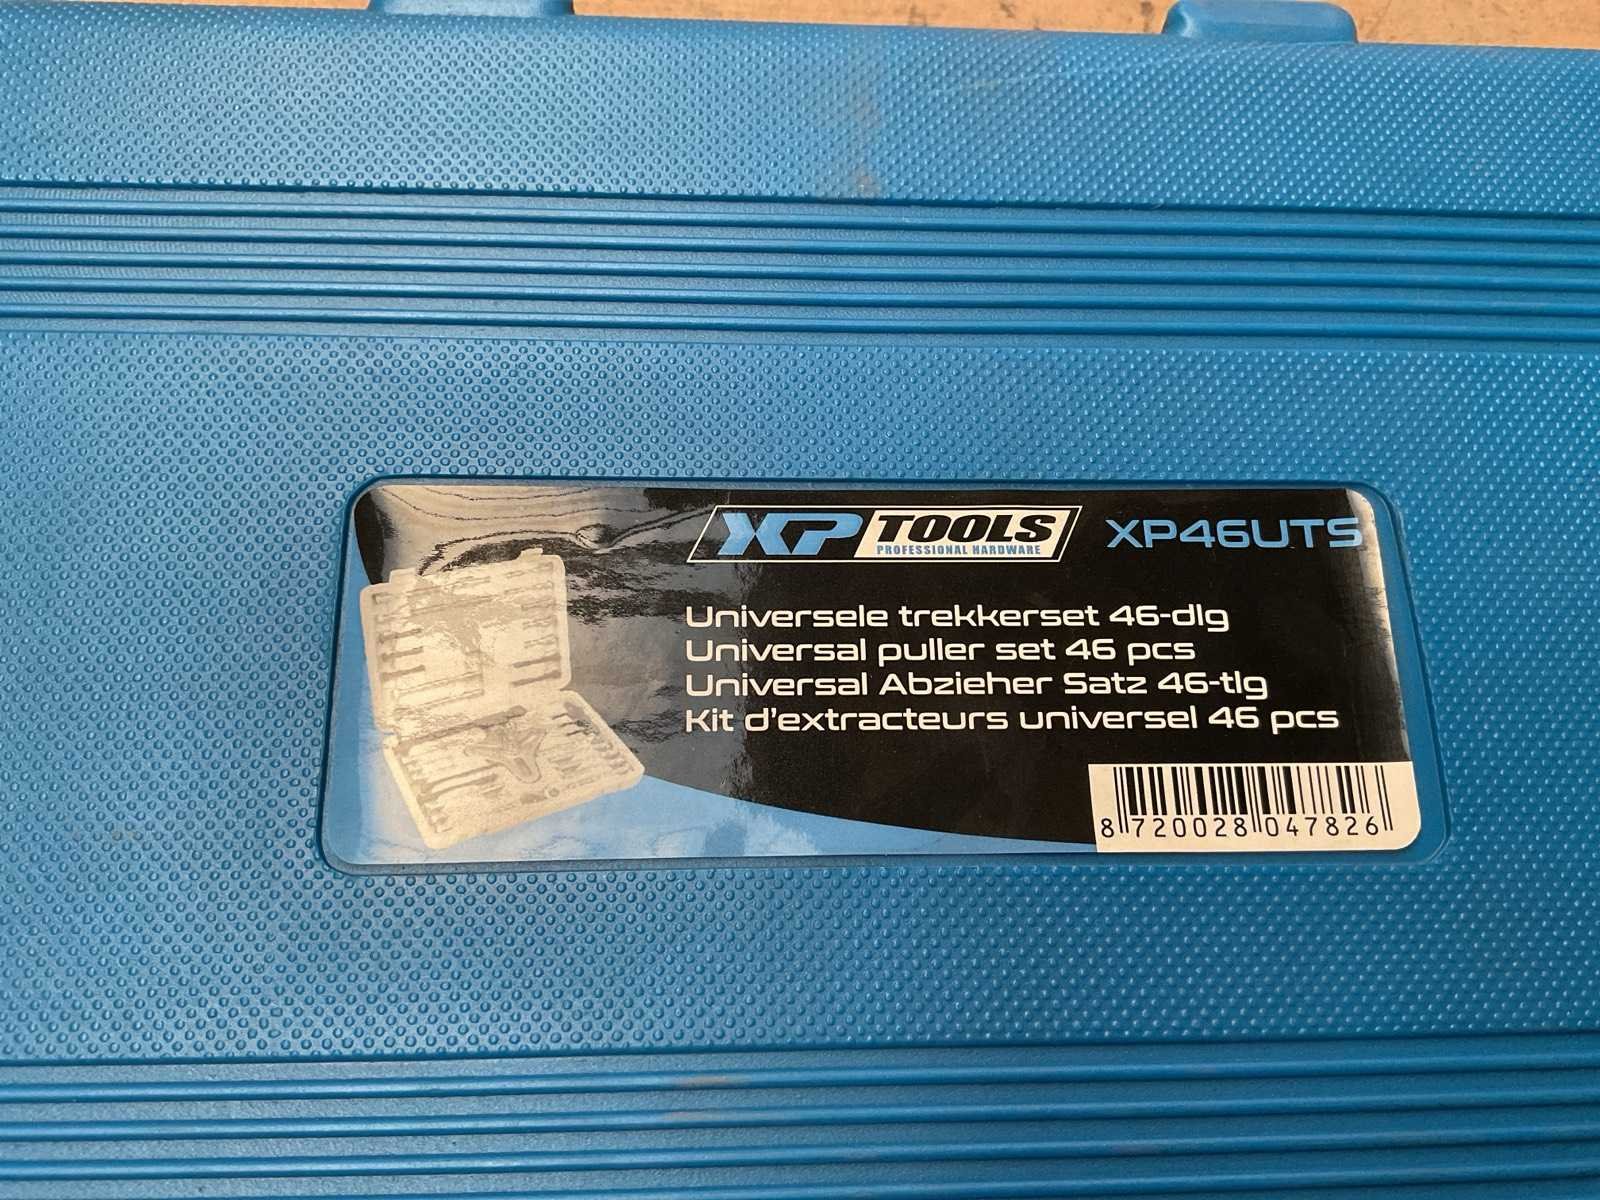 XP TOOLS XP46UTS
PROFESSIONAL HARDWARE
Universele trekkerset 46-dlg
Universal puller set 46 pcs
Universal Abzieher Satz 46-tlg
Kit d'extracteurs universel 46 pcs
8 720028 047826